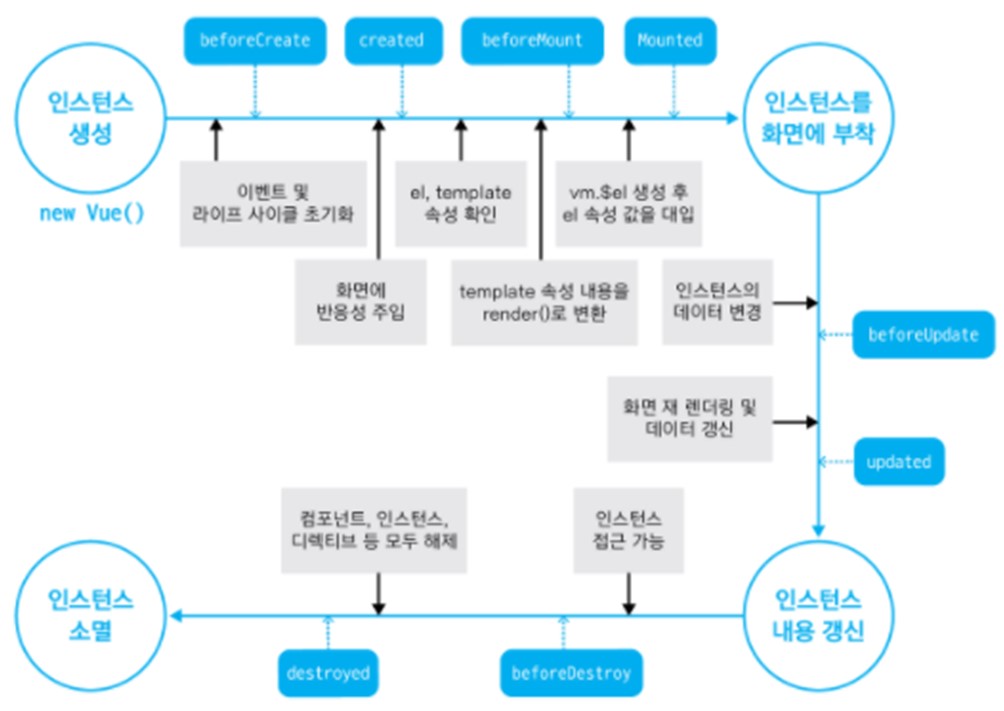 beforeCreate
created
beforeMount
Mounted
인스턴스
생성
인스턴스를
화면에 부착
new Vue()
이벤트 및
라이프 사이클 초기화
el, template
속성 확인
vm.$el 생성 후
el 속성 값을 대입
화면에
반응성 주입
template 속성 내용을
render()로 변환
인스턴스의
데이터 변경
beforeUpdate
화면 재 렌더링 및
데이터 갱신
updated
컴포넌트, 인스턴스,
디렉티브 등 모두 해제
인스턴스
접근 가능
인스턴스
소멸
인스턴스
내용 갱신
destroyed
beforeDestroy